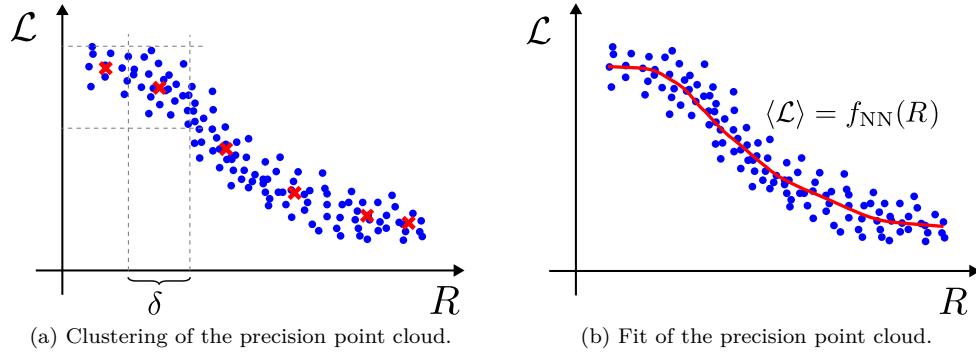 ℒ
R
δ
(a) Clustering of the precision point cloud.
ℒ
⟨ℒ⟩ = f_NN(R)
R
(b) Fit of the precision point cloud.